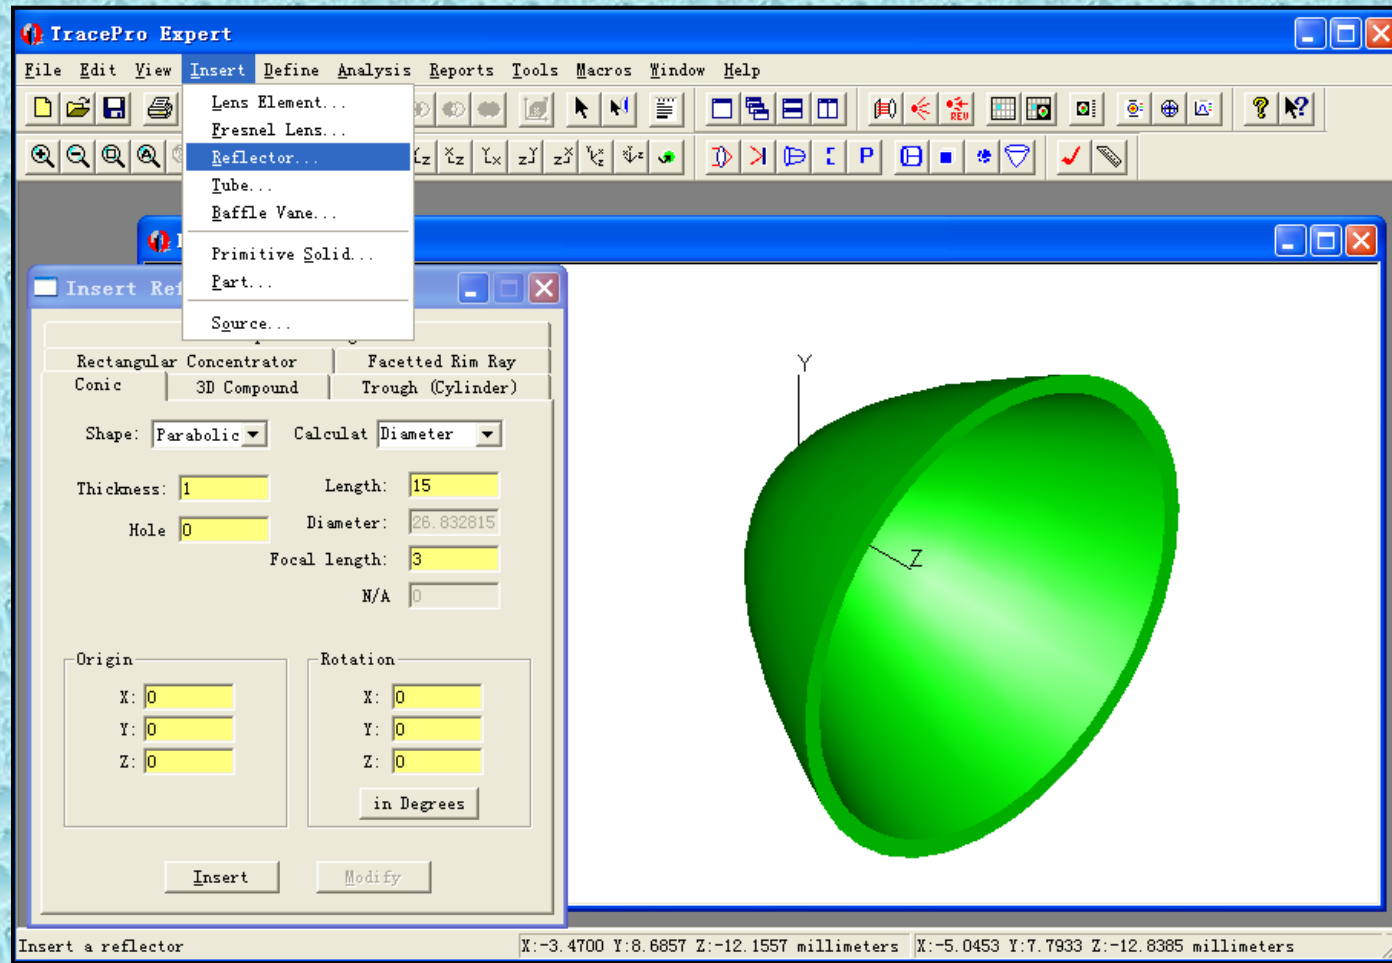 TracePro Expert
File Edit View Insert Define Analysis Reports Tools Macros Window Help
Lens Element...
Fresnel Lens...
Reflector...
Tube...
Baffle Vane...
Primitive Solid...
Part...
Source...
REV
P
Insert
Rectangular Concentrator Facetted Rim Ray
Conic 3D Compound Trough (Cylinder)
Shape: Parabolic Calculat Diameter
Thickness: 1 Length: 15
Hole 0 Diameter: 26.832815
Focal length: 3
N/A 0
Origin Rotation
X: 0 X: 0
Y: 0 Y: 0
Z: 0 Z: 0
in Degrees
Insert Modify
Y
Z
Insert a reflector X:-3.4700 Y:8.6857 Z:-12.1557 millimeters X:-5.0453 Y:7.7933 Z:-12.8385 millimeters